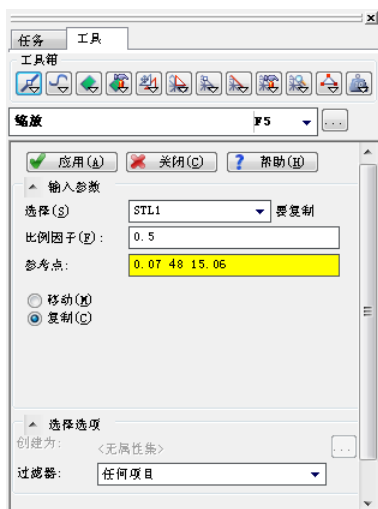 任务 工具
工具箱
缩放 F5 ...
应用(A) 关闭(C) ? 帮助(H)
输入参数
选择(S) STL1 要复制
比例因子(F): 0.5
参考点: 0.07 48 15.06
移动(M)
复制(C)
选择选项
创建为: <无属性集> ...
过滤器: 任何项目